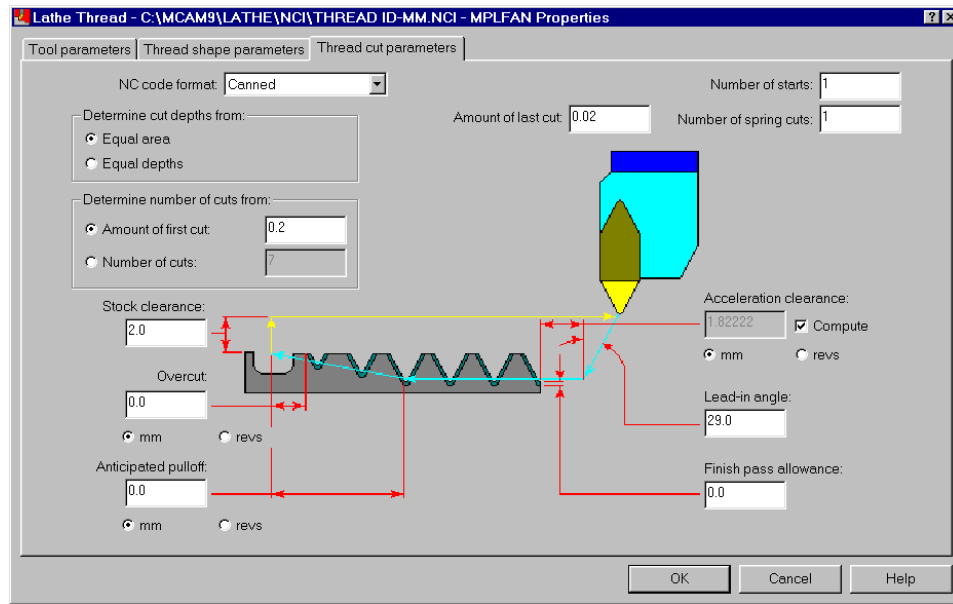 Lathe Thread - C:\MCAM9\LATHE\NCI\THREAD ID-MM.NCI - MPLFAN Properties
Tool parameters Thread shape parameters Thread cut parameters
NC code format: Canned
Number of starts: 1
Determine cut depths from:
Amount of last cut: 0.02 Number of spring cuts: 1
Equal area
Equal depths
Determine number of cuts from:
Amount of first cut: 0.2
Number of cuts: 7
Stock clearance:
2.0
Acceleration clearance:
1.82222 Compute
mm revs
Overcut:
0.0
mm revs
Lead-in angle:
29.0
Anticipated pulloff:
0.0
mm revs
Finish pass allowance:
0.0
OK Cancel Help